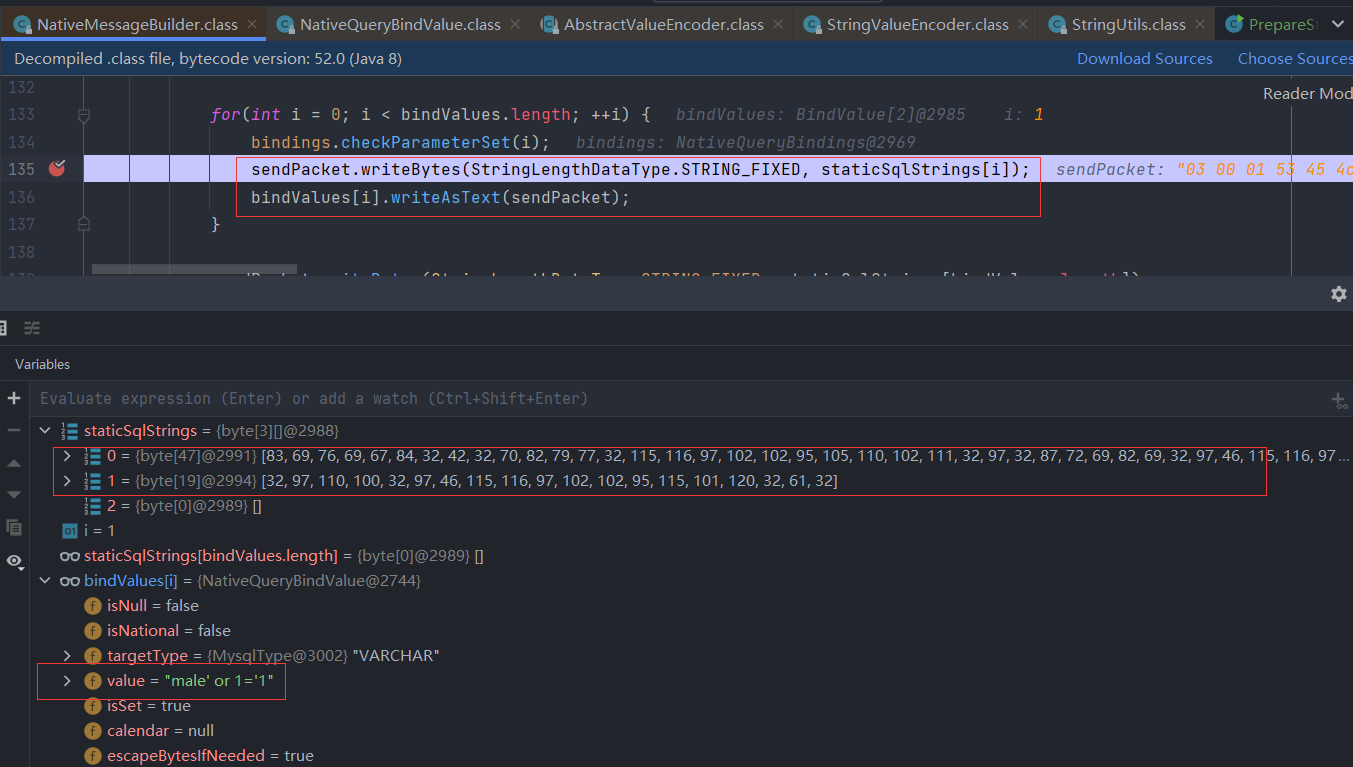 NativeMessageBuilder.class NativeQueryBindValue.class AbstractValueEncoder.class StringValueEncoder.class StringUtils.class PrepareSt
Decompiled .class file, bytecode version: 52.0 (Java 8) Download Sources Choose Sources
132
Reader Mod
133 for(int i = 0; i < bindValues.length; ++i) { bindValues: BindValue[2]@2985 i: 1
134 bindings.checkParameterSet(i); bindings: NativeQueryBindings@2969
135 sendPacket.writeBytes(StringLengthDataType.STRING_FIXED, staticSqlStrings[i]); sendPacket: "03 00 01 53 45 4c
136 bindValues[i].writeAsText(sendPacket);
137 }
138
Variables
Evaluate expression (Enter) or add a watch (Ctrl+Shift+Enter)
staticSqlStrings = {byte[3][]@2988}
0 = {byte[47]@2991} [83, 69, 76, 69, 67, 84, 32, 42, 32, 70, 82, 79, 77, 32, 115, 116, 97, 102, 102, 95, 105, 110, 102, 111, 32, 97, 32, 87, 72, 69, 82, 69, 32, 97, 46, 115, 116, 97 ...
1 = {byte[19]@2994} [32, 97, 110, 100, 32, 97, 46, 115, 116, 97, 102, 102, 95, 115, 101, 120, 32, 61, 32]
2 = {byte[0]@2989} []
01 i = 1
staticSqlStrings[bindValues.length] = {byte[0]@2989} []
bindValues[i] = {NativeQueryBindValue@2744}
f isNull = false
f isNational = false
f targetType = {MysqlType@3002} "VARCHAR"
f value = "male' or 1='1"
f isSet = true
f calendar = null
f escapeBytesIfNeeded = true